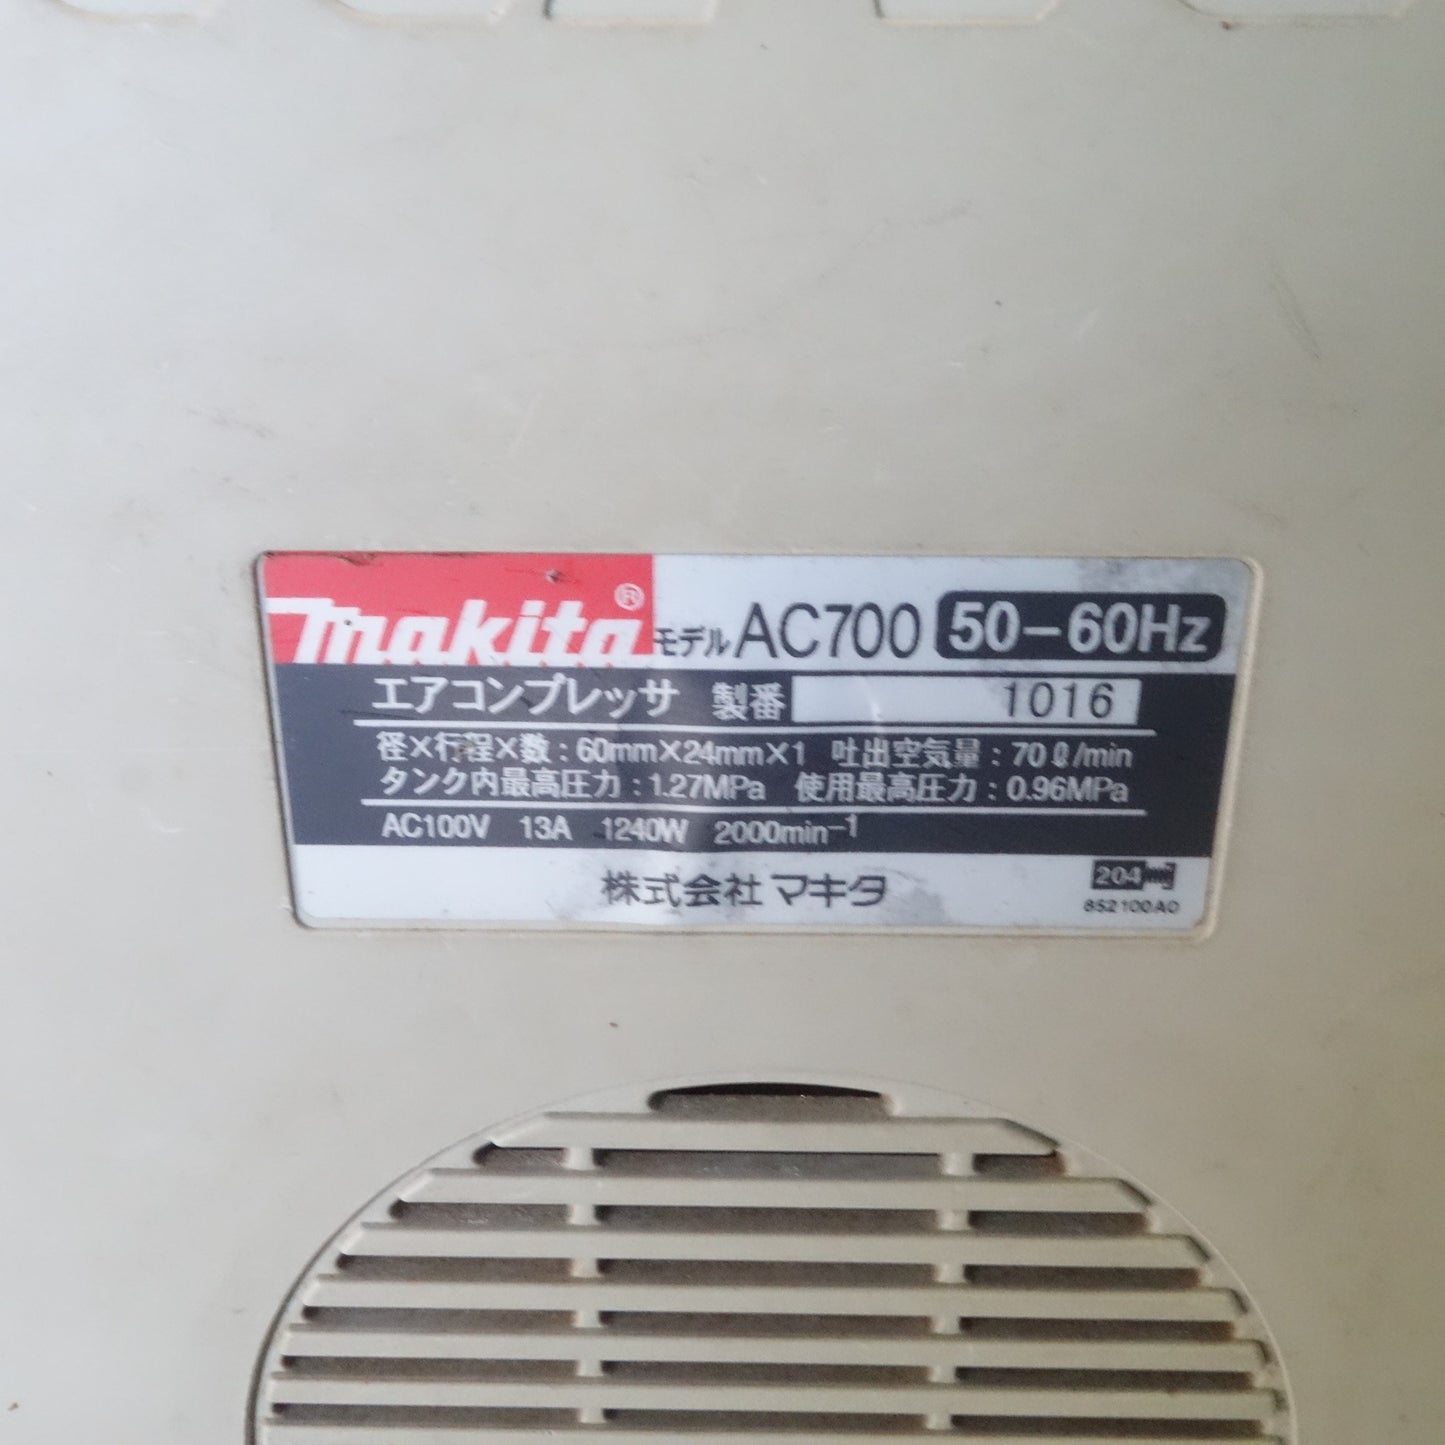 makita® モデル AC700 50-60Hz
エアコンプレッサ 製番 1016
径×行程×数:60mm×24mm×1 吐出空気量:70ℓ/min
タンク内最高圧力:1.27MPa 使用最高圧力:0.96MPa
AC100V 13A 1240W 2000min⁻¹
株式会社マキタ
204
852100A0